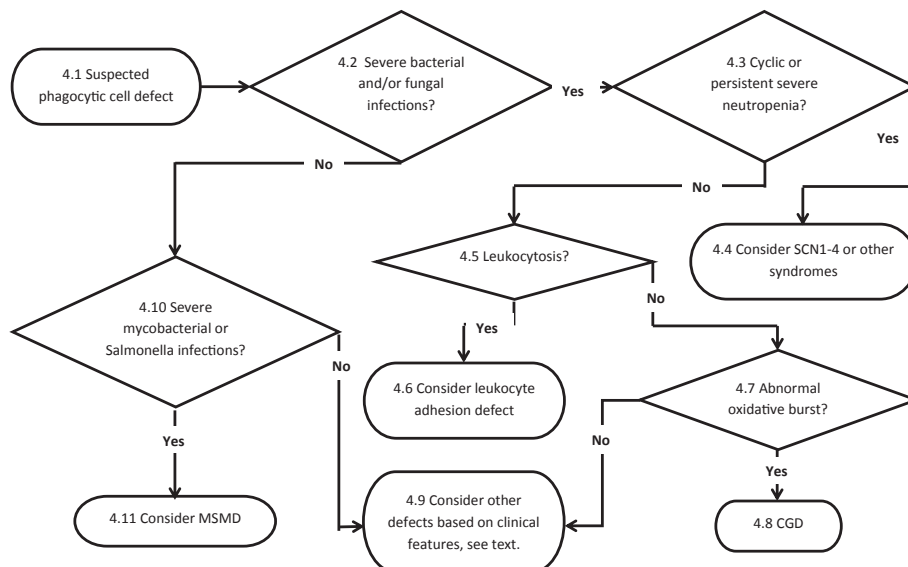 4.1 Suspected
phagocytic cell defect
4.2 Severe bacterial
and/or fungal
infections?
Yes
4.3 Cyclic or
persistent severe
neutropenia?
Yes
No
No
4.4 Consider SCN1-4 or other
syndromes
4.5 Leukocytosis?
No
Yes
4.10 Severe
mycobacterial or
Salmonella infections?
No
4.6 Consider leukocyte
adhesion defect
4.7 Abnormal
oxidative burst?
No
Yes
Yes
4.11 Consider MSMD
4.9 Consider other
defects based on clinical
features, see text.
4.8 CGD